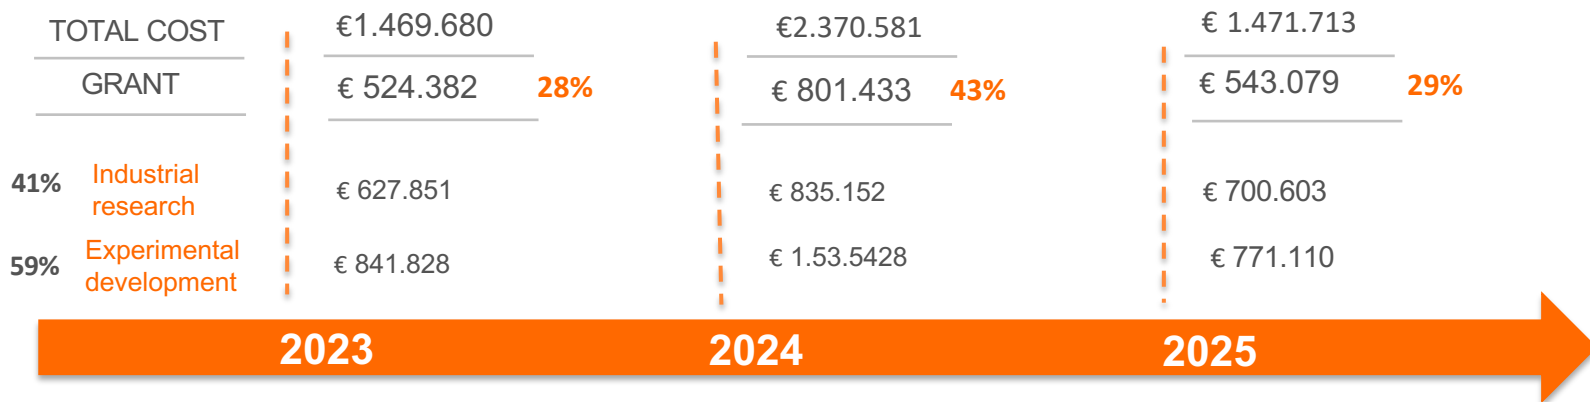 TOTAL COST €1.469.680 €2.370.581 € 1.471.713
GRANT € 524.382 28% € 801.433 43% € 543.079 29%
41% Industrial research € 627.851 € 835.152 € 700.603
59% Experimental development € 841.828 € 1.53.5428 € 771.110
2023 2024 2025